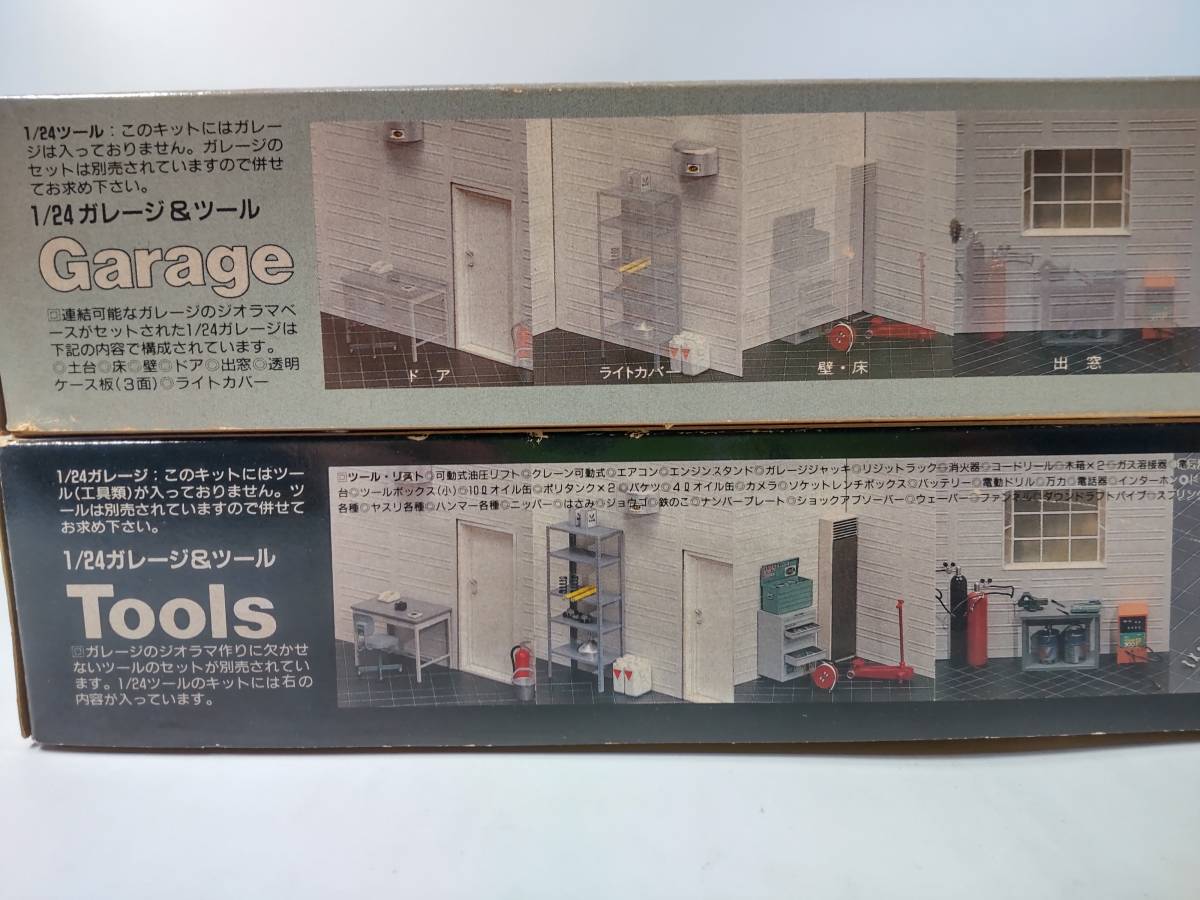 1/24ツール：このキットにはガレー
ジは入っておりません。ガレージの
セットは別売されていますので併せ
てお求め下さい。
1/24ガレージ&ツール
Garage
回連結可能なガレージのジオラマベ
ースがセットされた1/24ガレージは
下記の内容で構成されています。
◎土台◎床◎壁◎ドア◎出窓◎透明
ケース板(3面)◎ライトカバー
ドア
ライトカバー
壁・床
出窓
1/24ガレージ：このキットにはツー
ル(工具類)が入っておりません。ツ
ールは別売されていますので併せて
お求め下さい。
1/24ガレージ&ツール
Tools
回ガレージのジオラマ作りに欠かせ
ないツールのセットが別売されてい
ます。1/24ツールのキットには右の
内容が入っています。
回ツール・リスト◎可動式油圧リフト◎クレーン可動式◎エアコン◎エンジンスタンド◎ガレージジャッキ◎リジットラック◎消火器◎コードリール◎木箱×2◎ガス溶接器
台◎ツールボックス(小)◎10ℓオイル缶◎ポリタンク×2◎バケツ◎4ℓオイル缶◎カメラ◎ソケットレンチボックス◎バッテリー◎電動ドリル◎万力◎電話器◎インターホン
各種◎ヤスリ各種◎ハンマー各種◎ニッパー◎はさみ◎ジョウゴ◎鉄のこ◎ナンバープレート◎ショックアブソーバー◎ウェーバー◎ファンネル◎ダウンドラフトパイプ◎スプリン